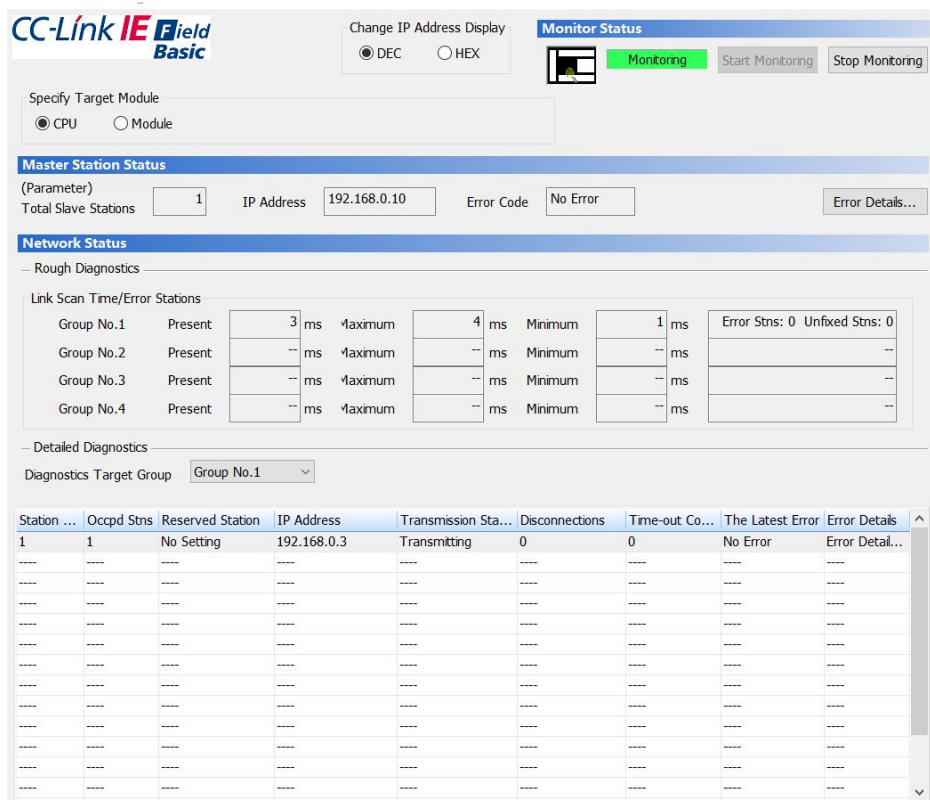 CC-Link IE Field
Basic
Change IP Address Display
DEC HEX
Monitor Status
Monitoring Start Monitoring Stop Monitoring
Specify Target Module
CPU Module
Master Station Status
(Parameter)
Total Slave Stations 1 IP Address 192.168.0.10 Error Code No Error Error Details...
Network Status
Rough Diagnostics
Link Scan Time/Error Stations
Group No.1 Present 3 ms Maximum 4 ms Minimum 1 ms Error Stns: 0 Unfixed Stns: 0
Group No.2 Present -- ms Maximum -- ms Minimum -- ms --
Group No.3 Present -- ms Maximum -- ms Minimum -- ms --
Group No.4 Present -- ms Maximum -- ms Minimum -- ms --
Detailed Diagnostics
Diagnostics Target Group Group No.1
Station ... Occpd Stns Reserved Station IP Address Transmission Sta... Disconnections Time-out Co... The Latest Error Error Details
1 1 No Setting 192.168.0.3 Transmitting 0 0 No Error Error Detail...
---- ---- ---- ---- ---- ---- ---- ---- ----
---- ---- ---- ---- ---- ---- ---- ---- ----
---- ---- ---- ---- ---- ---- ---- ---- ----
---- ---- ---- ---- ---- ---- ---- ---- ----
---- ---- ---- ---- ---- ---- ---- ---- ----
---- ---- ---- ---- ---- ---- ---- ---- ----
---- ---- ---- ---- ---- ---- ---- ---- ----
---- ---- ---- ---- ---- ---- ---- ---- ----
---- ---- ---- ---- ---- ---- ---- ---- ----
---- ---- ---- ---- ---- ---- ---- ---- ----
---- ---- ---- ---- ---- ---- ---- ---- ----
---- ---- ---- ---- ---- ---- ---- ---- ----